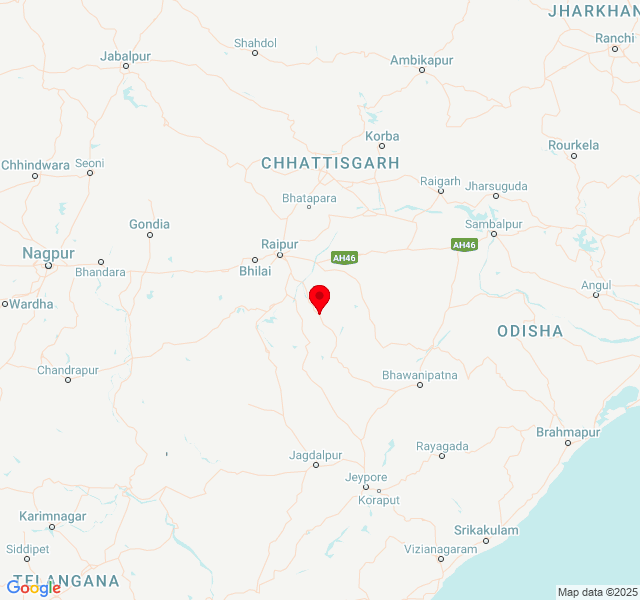 JHARKHAN
Shahdol
Ranchi
Jabalpur
Ambikapur
Korba
Rourkela
CHHATTISGARH
Chhindwara
Seoni
Raigarh
Jharsuguda
Bhatapara
Gondia
Sambalpur
Raipur
AH46
Nagpur
AH46
Bhandara
Bhilai
Angul
Wardha
ODISHA
Chandrapur
Bhawanipatna
Brahmapur
Rayagada
Jagdalpur
Jeypore
Koraput
Karimnagar
Srikakulam
Siddipet
Vizianagaram
TELANGANA
Google
Map data ©2025